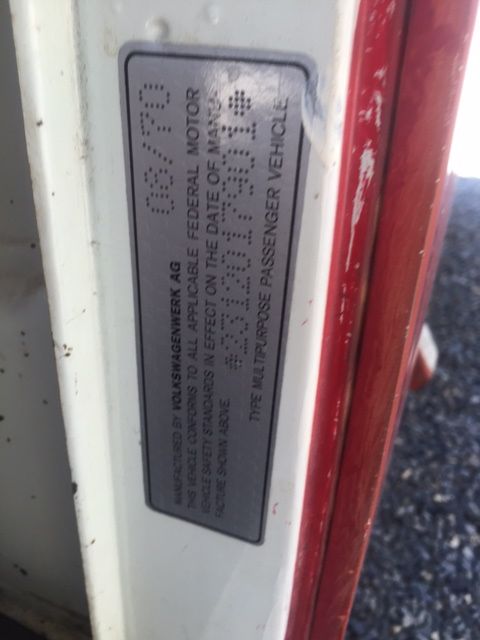 08/70
MANUFACTURED BY VOLKSWAGENWERK AG
THIS VEHICLE CONFORMS TO ALL APPLICABLE FEDERAL MOTOR
VEHICLE SAFETY STANDARDS IN EFFECT ON THE DATE OF MANU-
FACTURE SHOWN ABOVE.
TYPE MULTIPURPOSE PASSENGER VEHICLE